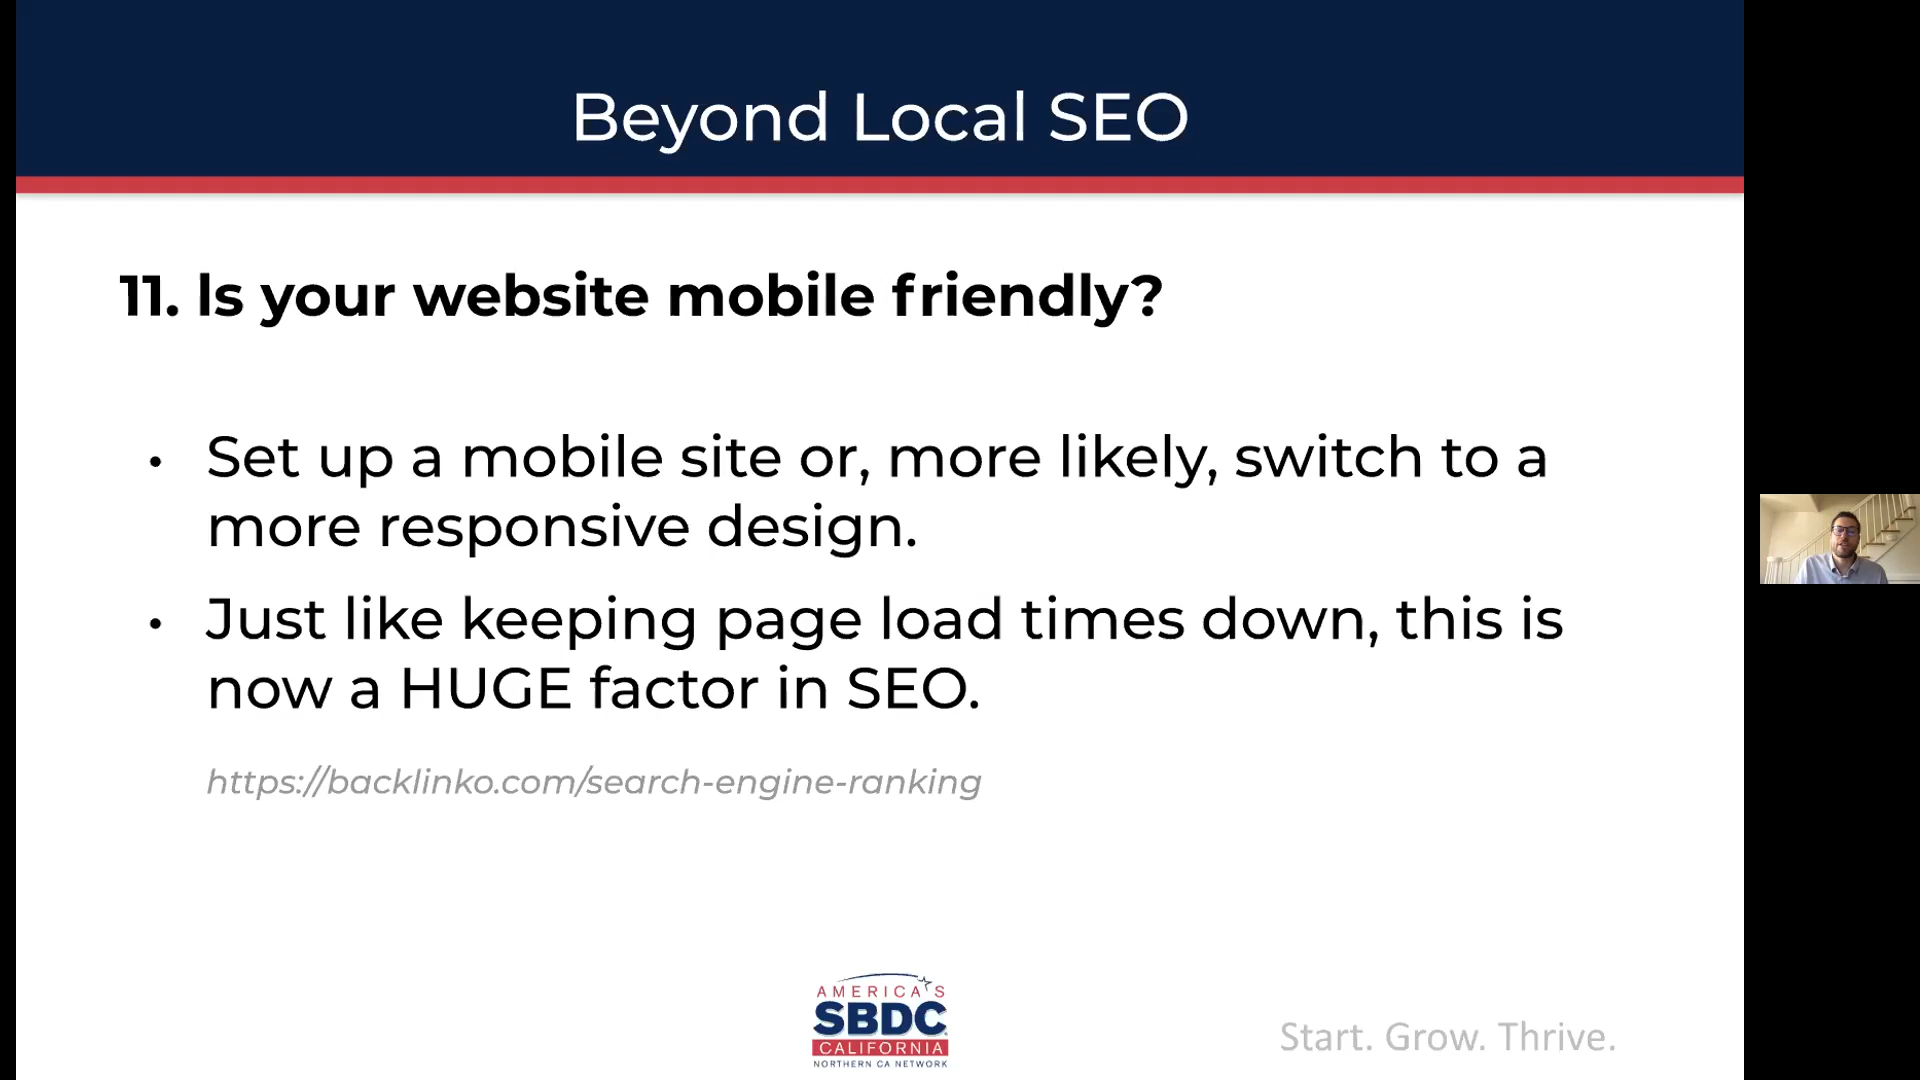 Beyond Local SEO
11. Is your website mobile friendly?
• Set up a mobile site or, more likely, switch to a
more responsive design.
• Just like keeping page load times down, this is
now a HUGE factor in SEO.
https://backlinko.com/search-engine-ranking
AMERICA'S
SBDC
CALIFORNIA
NORTHERN CA NETWORK
Start. Grow. Thrive.